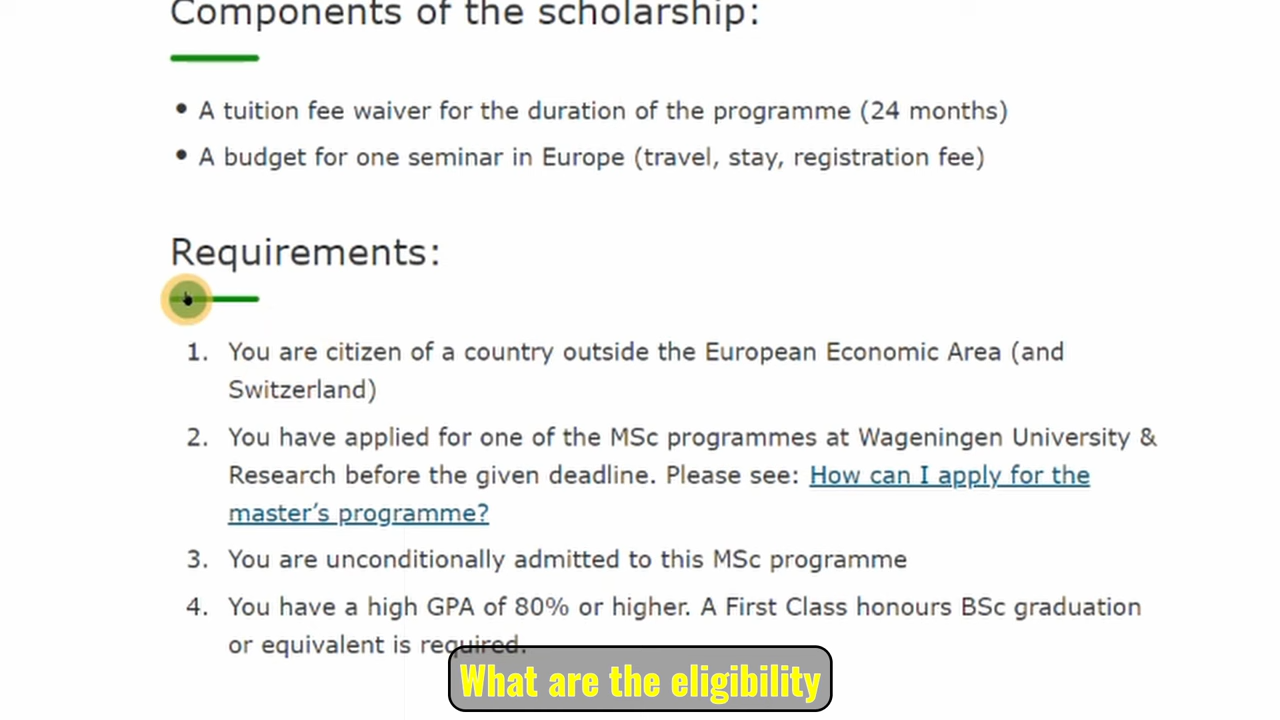 Components of the scholarship:
• A tuition fee waiver for the duration of the programme (24 months)
• A budget for one seminar in Europe (travel, stay, registration fee)
Requirements:
1. You are citizen of a country outside the European Economic Area (and
Switzerland)
2. You have applied for one of the MSc programmes at Wageningen University &
Research before the given deadline. Please see: How can I apply for the
master’s programme?
3. You are unconditionally admitted to this MSc programme
4. You have a high GPA of 80% or higher. A First Class honours BSc graduation
or equivalent is required.
What are the eligibility